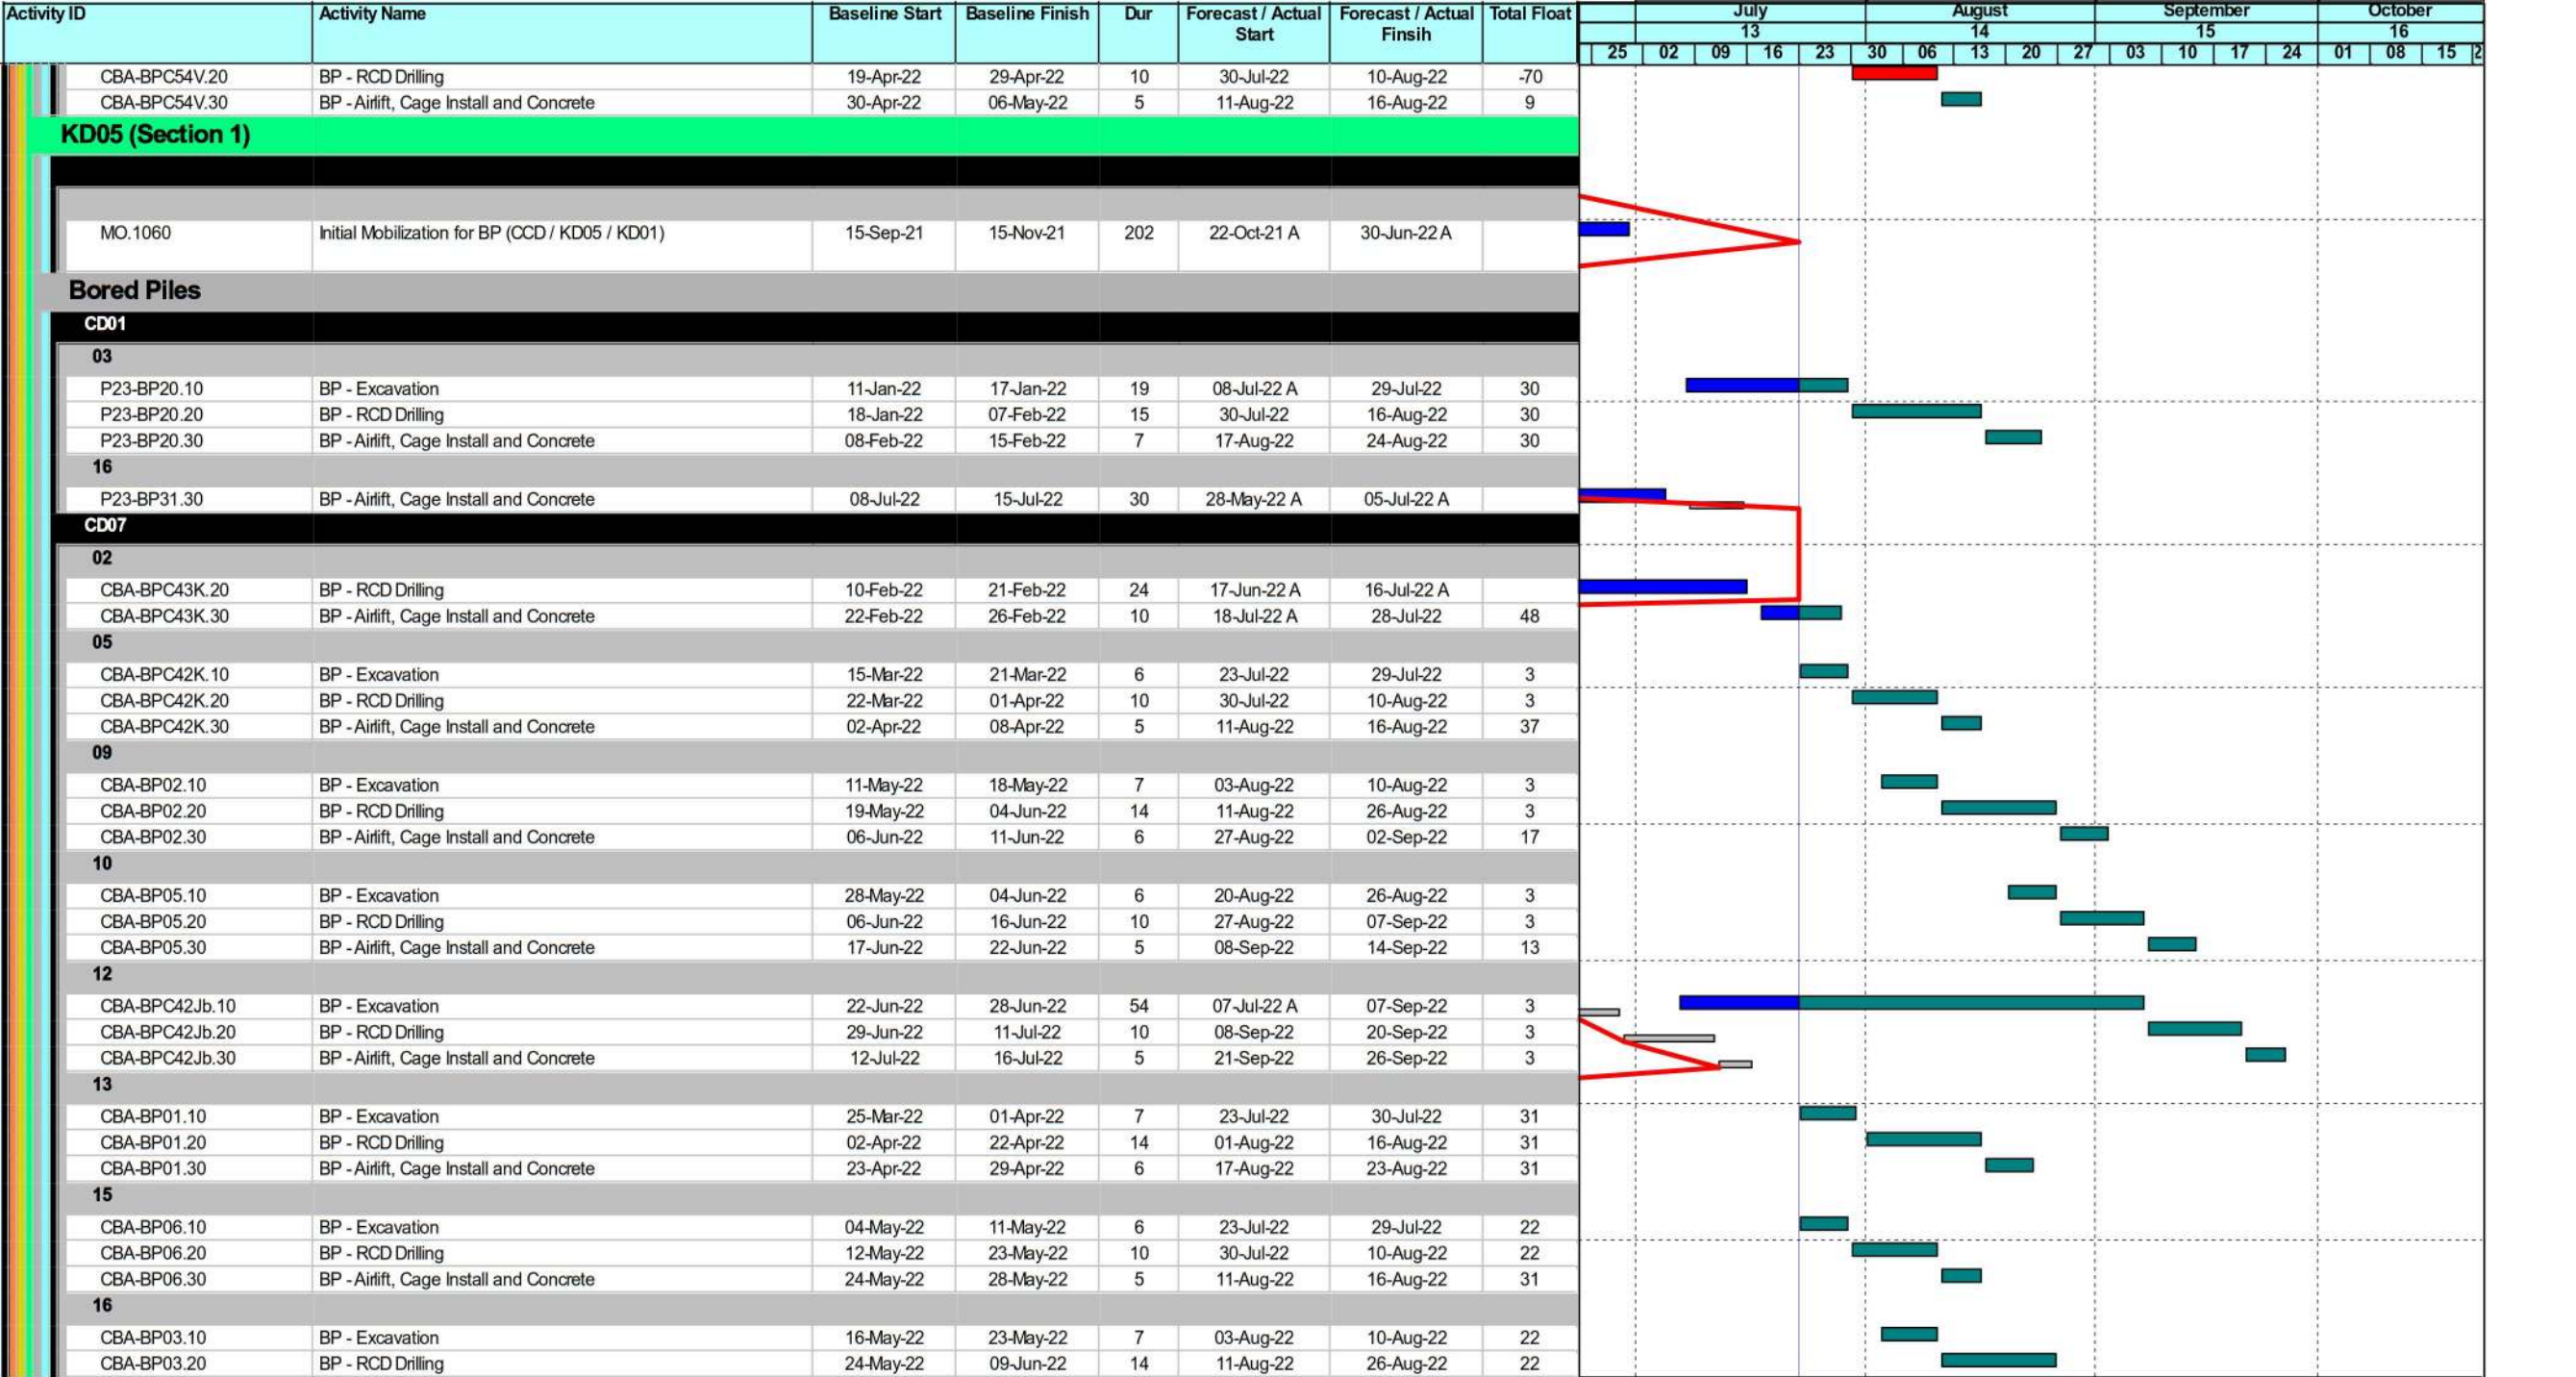 Activity ID Activity Name Baseline Start Baseline Finish Dur Forecast / Actual Start Forecast / Actual Finsih Total Float July August September October
13 14 15 16
25 02 09 16 23 30 06 13 20 27 03 10 17 24 01 08 15 2
CBA-BPC54V.20 BP - RCD Drilling 19-Apr-22 29-Apr-22 10 30-Jul-22 10-Aug-22 -70
CBA-BPC54V.30 BP - Airlift, Cage Install and Concrete 30-Apr-22 06-May-22 5 11-Aug-22 16-Aug-22 9
KD05 (Section 1)
MO.1060 Initial Mobilization for BP (CCD / KD05 / KD01) 15-Sep-21 15-Nov-21 202 22-Oct-21 A 30-Jun-22 A
Bored Piles
CD01
03
P23-BP20.10 BP - Excavation 11-Jan-22 17-Jan-22 19 08-Jul-22 A 29-Jul-22 30
P23-BP20.20 BP - RCD Drilling 18-Jan-22 07-Feb-22 15 30-Jul-22 16-Aug-22 30
P23-BP20.30 BP - Airlift, Cage Install and Concrete 08-Feb-22 15-Feb-22 7 17-Aug-22 24-Aug-22 30
16
P23-BP31.30 BP - Airlift, Cage Install and Concrete 08-Jul-22 15-Jul-22 30 28-May-22 A 05-Jul-22 A
CD07
02
CBA-BPC43K.20 BP - RCD Drilling 10-Feb-22 21-Feb-22 24 17-Jun-22 A 16-Jul-22 A
CBA-BPC43K.30 BP - Airlift, Cage Install and Concrete 22-Feb-22 26-Feb-22 10 18-Jul-22 A 28-Jul-22 48
05
CBA-BPC42K.10 BP - Excavation 15-Mar-22 21-Mar-22 6 23-Jul-22 29-Jul-22 3
CBA-BPC42K.20 BP - RCD Drilling 22-Mar-22 01-Apr-22 10 30-Jul-22 10-Aug-22 3
CBA-BPC42K.30 BP - Airlift, Cage Install and Concrete 02-Apr-22 08-Apr-22 5 11-Aug-22 16-Aug-22 37
09
CBA-BP02.10 BP - Excavation 11-May-22 18-May-22 7 03-Aug-22 10-Aug-22 3
CBA-BP02.20 BP - RCD Drilling 19-May-22 04-Jun-22 14 11-Aug-22 26-Aug-22 3
CBA-BP02.30 BP - Airlift, Cage Install and Concrete 06-Jun-22 11-Jun-22 6 27-Aug-22 02-Sep-22 17
10
CBA-BP05.10 BP - Excavation 28-May-22 04-Jun-22 6 20-Aug-22 26-Aug-22 3
CBA-BP05.20 BP - RCD Drilling 06-Jun-22 16-Jun-22 10 27-Aug-22 07-Sep-22 3
CBA-BP05.30 BP - Airlift, Cage Install and Concrete 17-Jun-22 22-Jun-22 5 08-Sep-22 14-Sep-22 13
12
CBA-BPC42Jb.10 BP - Excavation 22-Jun-22 28-Jun-22 54 07-Jul-22 A 07-Sep-22 3
CBA-BPC42Jb.20 BP - RCD Drilling 29-Jun-22 11-Jul-22 10 08-Sep-22 20-Sep-22 3
CBA-BPC42Jb.30 BP - Airlift, Cage Install and Concrete 12-Jul-22 16-Jul-22 5 21-Sep-22 26-Sep-22 3
13
CBA-BP01.10 BP - Excavation 25-Mar-22 01-Apr-22 7 23-Jul-22 30-Jul-22 31
CBA-BP01.20 BP - RCD Drilling 02-Apr-22 22-Apr-22 14 01-Aug-22 16-Aug-22 31
CBA-BP01.30 BP - Airlift, Cage Install and Concrete 23-Apr-22 29-Apr-22 6 17-Aug-22 23-Aug-22 31
15
CBA-BP06.10 BP - Excavation 04-May-22 11-May-22 6 23-Jul-22 29-Jul-22 22
CBA-BP06.20 BP - RCD Drilling 12-May-22 23-May-22 10 30-Jul-22 10-Aug-22 22
CBA-BP06.30 BP - Airlift, Cage Install and Concrete 24-May-22 28-May-22 5 11-Aug-22 16-Aug-22 31
16
CBA-BP03.10 BP - Excavation 16-May-22 23-May-22 7 03-Aug-22 10-Aug-22 22
CBA-BP03.20 BP - RCD Drilling 24-May-22 09-Jun-22 14 11-Aug-22 26-Aug-22 22